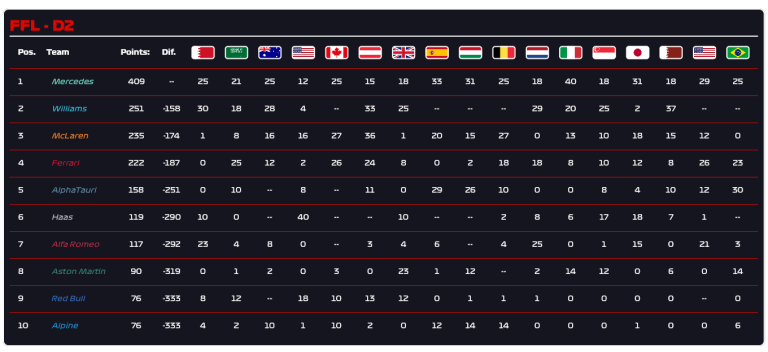 FFL - D2
Pos. Team Points: Dif.
1 Mercedes 409 -- 25 21 25 12 25 15 18 33 31 25 18 40 18 31 18 29 25
2 Williams 251 -158 30 18 28 4 -- 33 25 -- -- -- 29 20 25 2 37 -- --
3 McLaren 235 -174 1 8 16 16 27 36 1 20 15 27 0 13 10 18 15 12 0
4 Ferrari 222 -187 0 25 12 2 26 24 8 0 2 18 18 8 10 12 8 26 23
5 AlphaTauri 158 -251 0 10 -- 8 -- 11 0 29 26 10 0 0 8 4 10 12 30
6 Haas 119 -290 10 0 -- 40 -- -- 10 -- -- 2 8 6 17 18 7 1 --
7 Alfa Romeo 117 -292 23 4 8 0 -- 3 4 6 -- 4 25 0 1 15 0 21 3
8 Aston Martin 90 -319 0 1 2 0 3 0 23 1 12 -- 2 14 12 0 6 0 14
9 Red Bull 76 -333 8 12 -- 18 10 13 12 0 1 1 1 0 0 0 0 -- 0
10 Alpine 76 -333 4 2 10 1 10 2 0 12 14 14 0 0 0 1 0 0 6